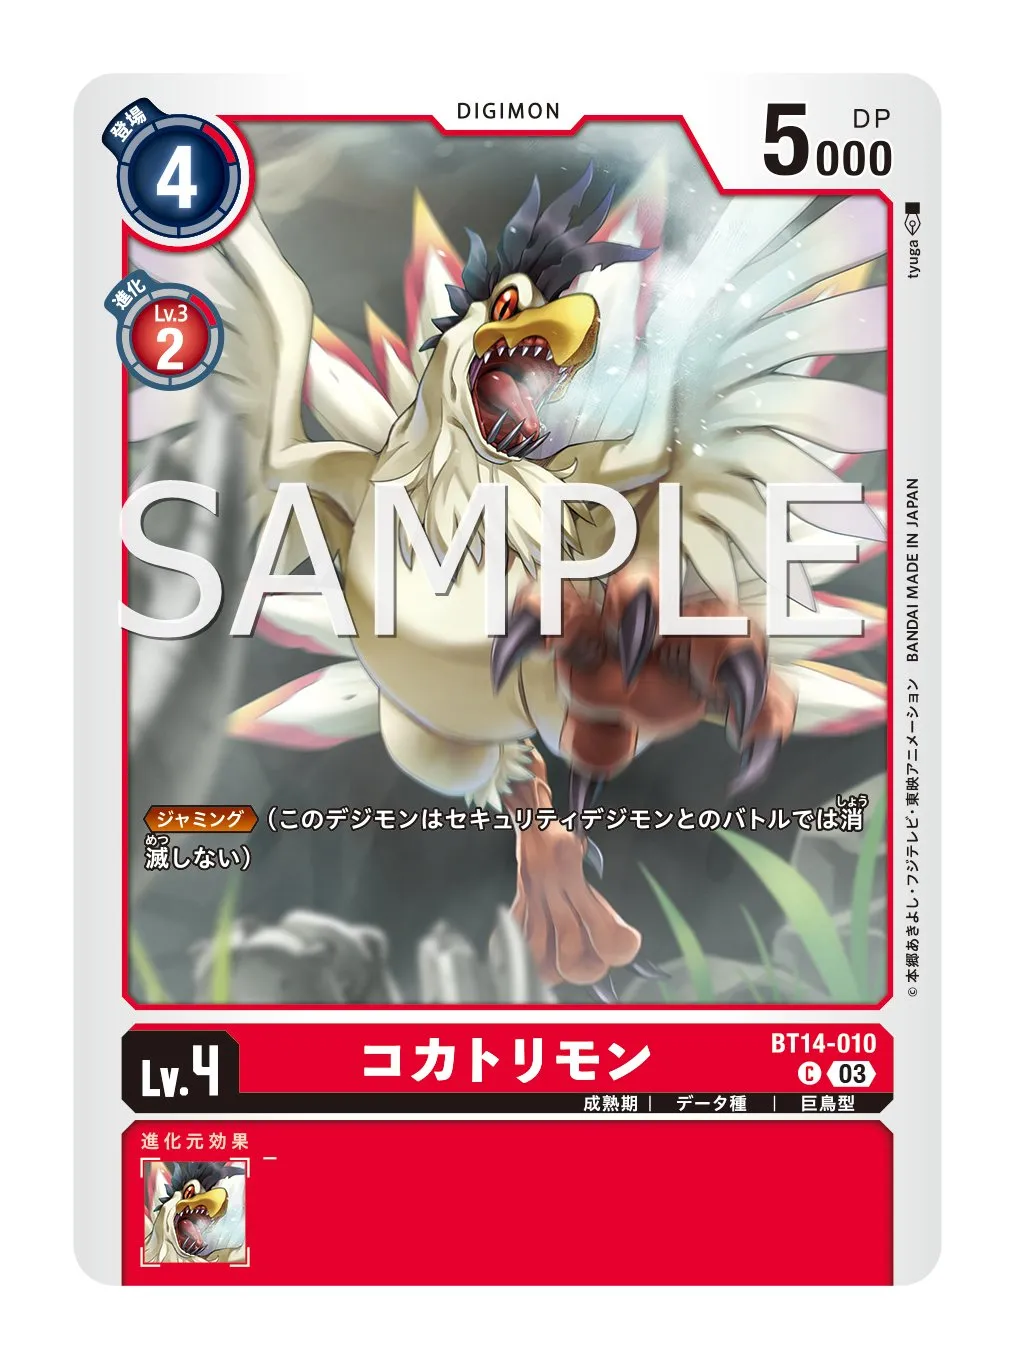 DIGIMON
登場
4
5000
DP
進化
Lv.3
2
tyuga
SAMPLE
BANDAI MADE IN JAPAN
©本郷あきよし・フジテレビ・東映アニメーション
ジャミング (このデジモンはセキュリティデジモンとのバトルでは消
しょう
滅しない)
めつ
Lv.4
コカトリモン
BT14-010
C 03
成熟期 | データ種 | 巨鳥型
進化元効果
－